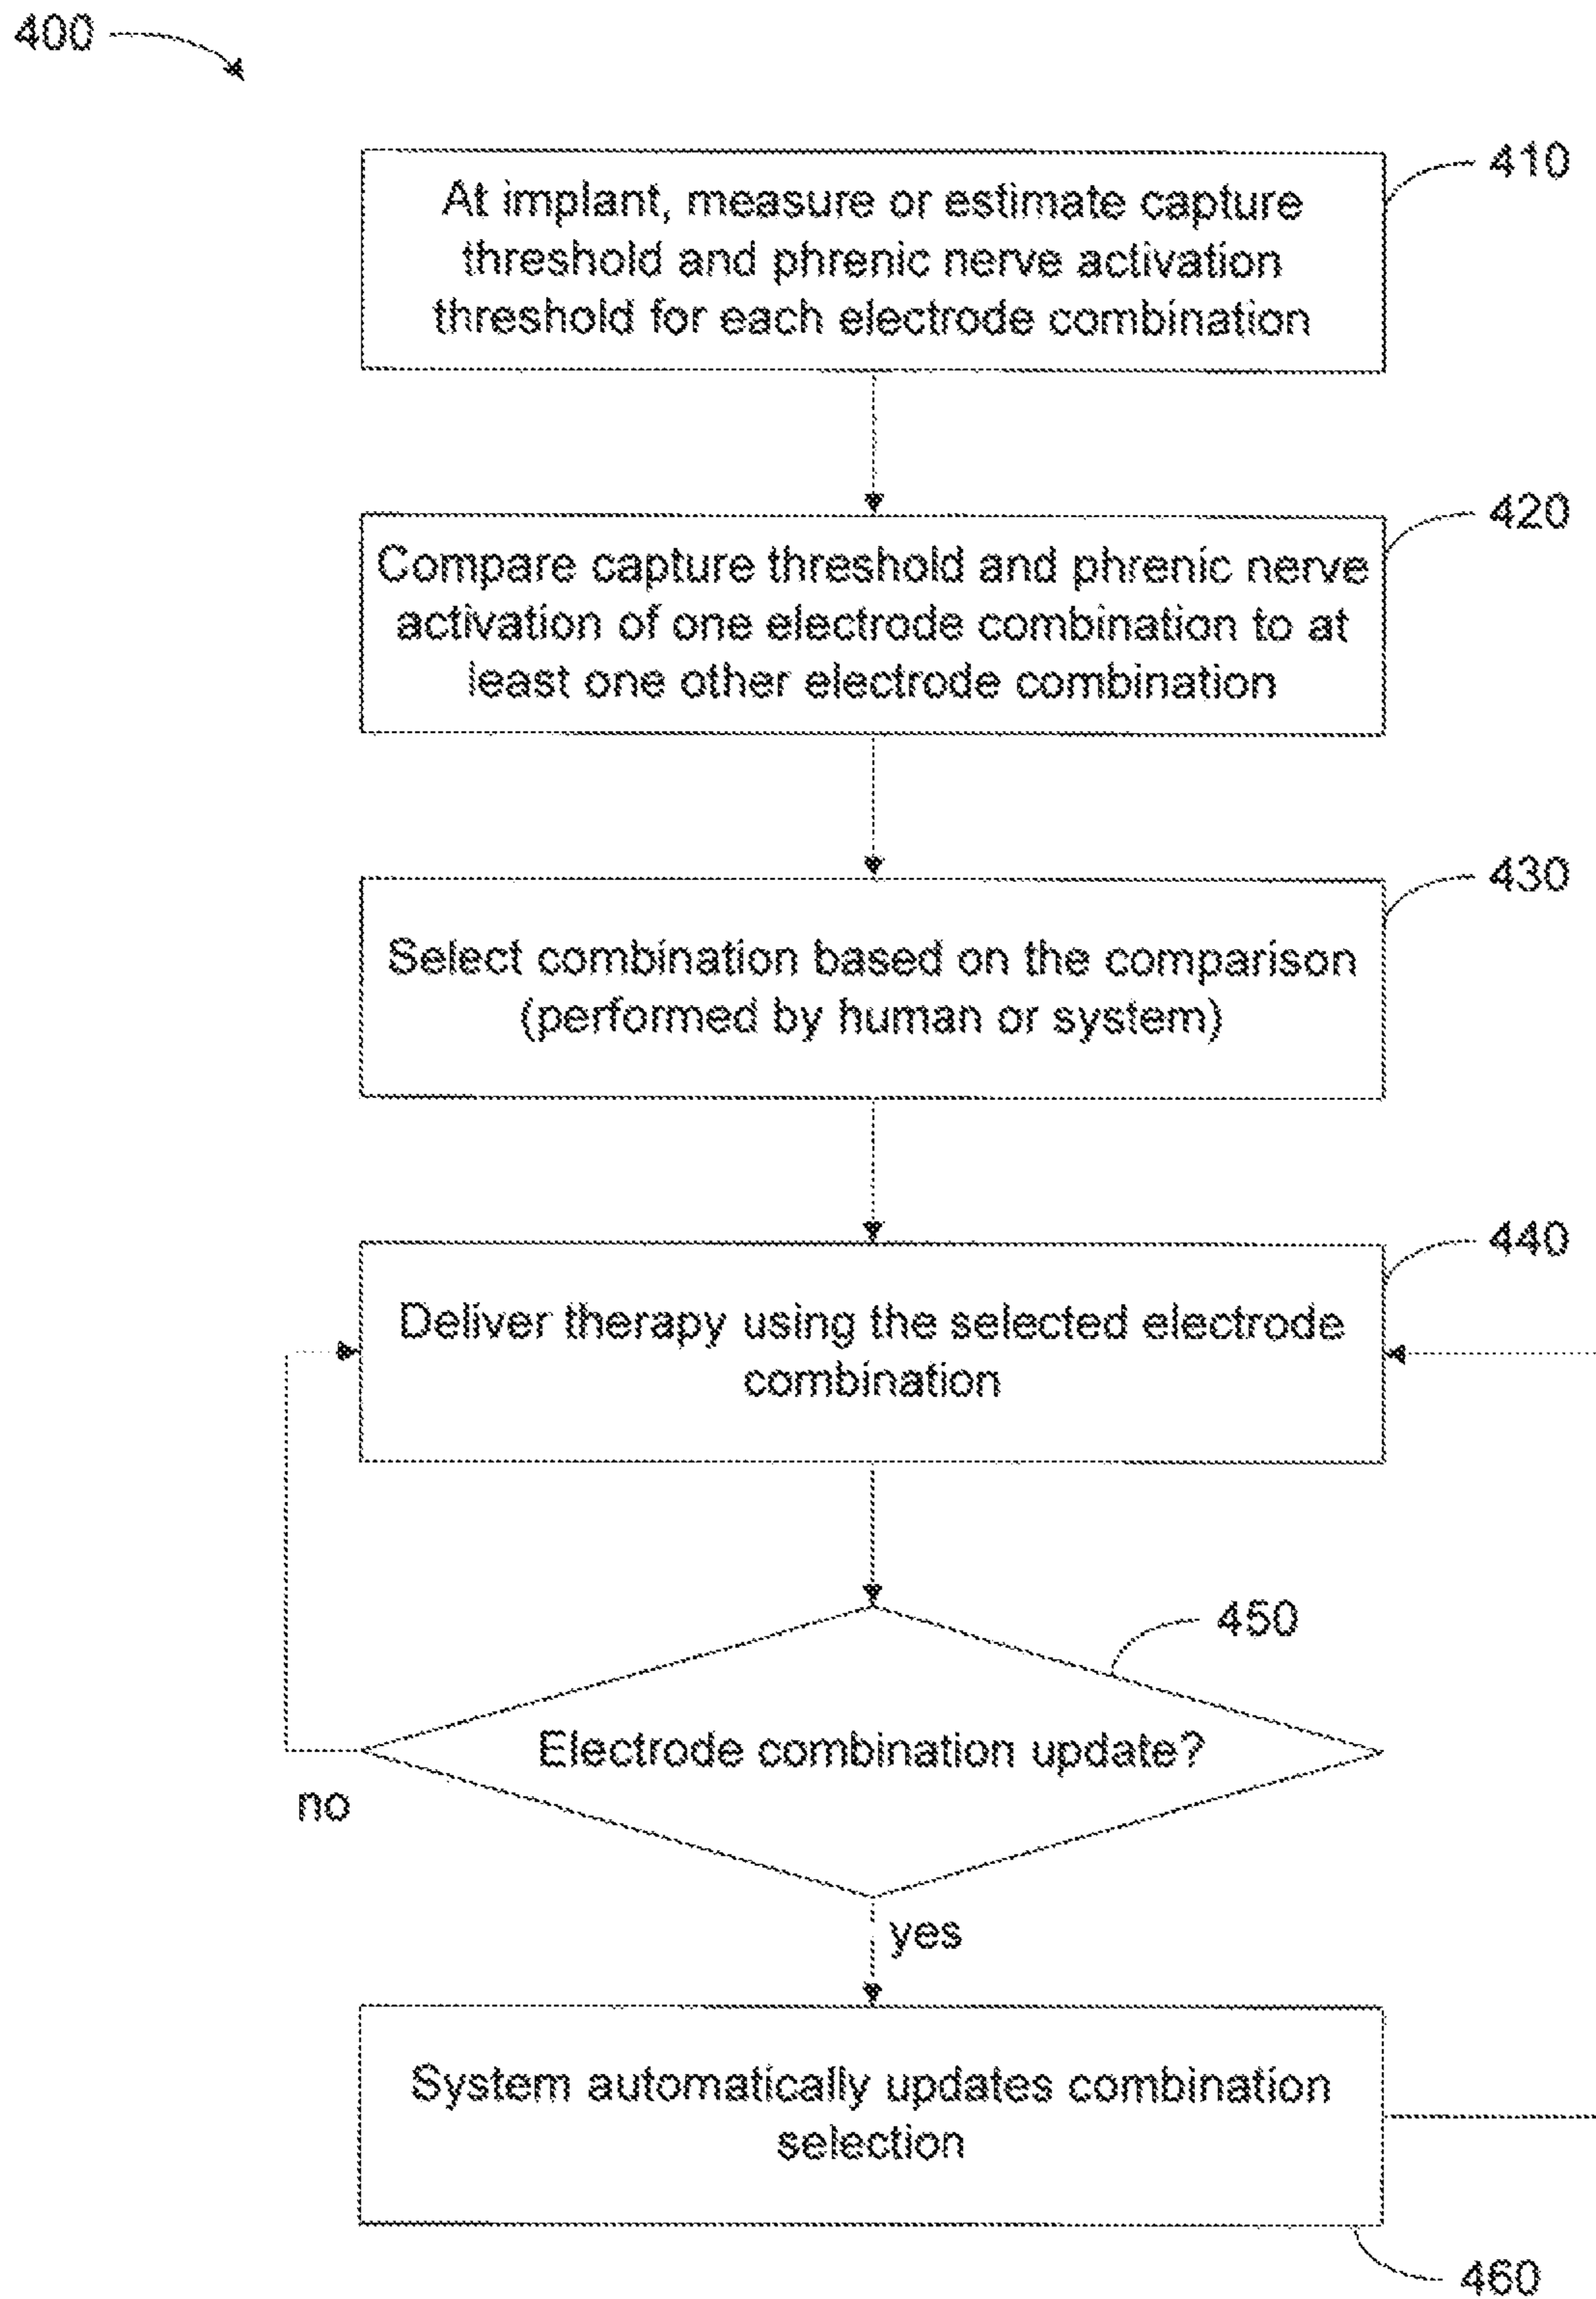 400
410
At implant, measure or estimate capture
threshold and phrenic nerve activation
threshold for each electrode combination
420
Compare capture threshold and phrenic nerve
activation of one electrode combination to at
least one other electrode combination
430
Select combination based on the comparison
(performed by human or system)
440
Deliver therapy using the selected electrode
combination
450
Electrode combination update?
no
yes
System automatically updates combination
selection
460